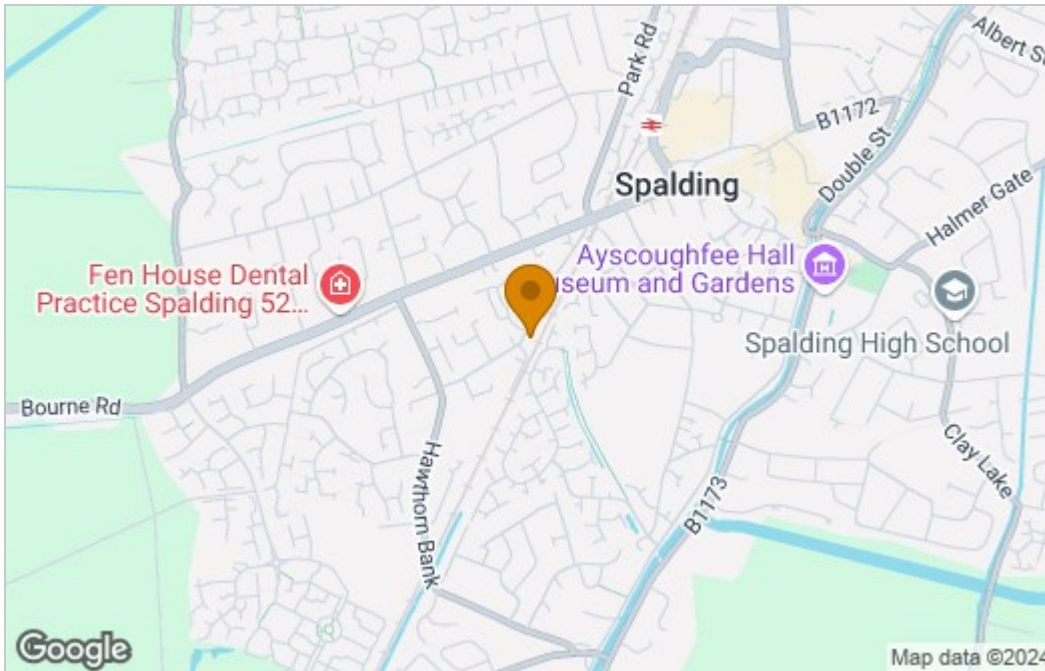 Albert St
Park Rd
B1172
Double St
Spalding
Halmer Gate
Ayscoughfee Hall
useum and Gardens
Fen House Dental
Practice Spalding 52...
Spalding High School
Bourne Rd
Clay Lake
Hawthorn Bank
B1173
Google
Map data ©2024